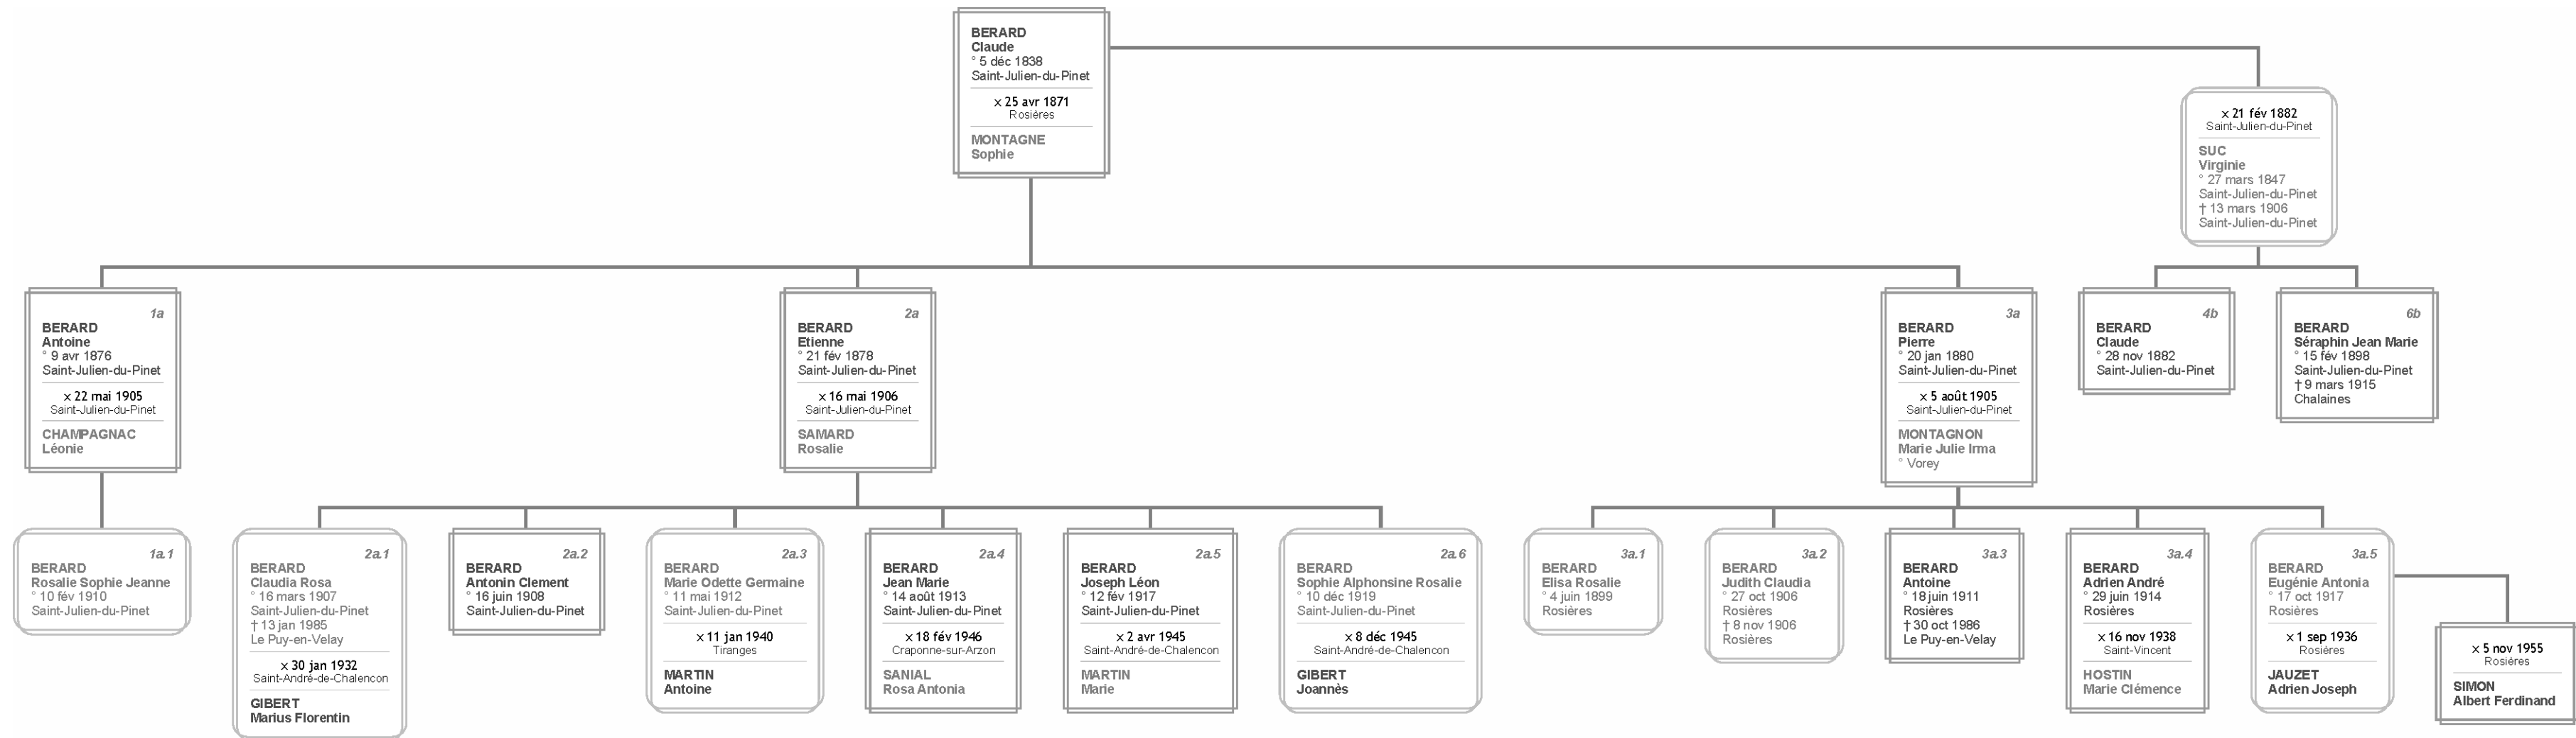 BERARD
Claude
° 5 déc 1838
Saint-Julien-du-Pinet
x 25 avr 1871
Rosières
MONTAGNE
Sophie
x 21 fév 1882
Saint-Julien-du-Pinet
SUC
Virginie
° 27 mars 1847
Saint-Julien-du-Pinet
† 13 mars 1906
Saint-Julien-du-Pinet
1a
BERARD
Antoine
° 9 avr 1876
Saint-Julien-du-Pinet
x 22 mai 1905
Saint-Julien-du-Pinet
CHAMPAGNAC
Léonie
2a
BERARD
Etienne
° 21 fév 1878
Saint-Julien-du-Pinet
x 16 mai 1906
Saint-Julien-du-Pinet
SAMARD
Rosalie
3a
BERARD
Pierre
° 20 jan 1880
Saint-Julien-du-Pinet
x 5 août 1905
Saint-Julien-du-Pinet
MONTAGNON
Marie Julie Irma
° Vorey
4b
BERARD
Claude
° 28 nov 1882
Saint-Julien-du-Pinet
6b
BERARD
Séraphin Jean Marie
° 15 fév 1898
Saint-Julien-du-Pinet
† 9 mars 1915
Chalaines
1a.1
BERARD
Rosalie Sophie Jeanne
° 10 fév 1910
Saint-Julien-du-Pinet
2a.1
BERARD
Claudia Rosa
° 16 mars 1907
Saint-Julien-du-Pinet
† 13 jan 1985
Le Puy-en-Velay
x 30 jan 1932
Saint-André-de-Chalencon
GIBERT
Marius Florentin
2a.2
BERARD
Antonin Clement
° 16 juin 1908
Saint-Julien-du-Pinet
2a.3
BERARD
Marie Odette Germaine
° 11 mai 1912
Saint-Julien-du-Pinet
x 11 jan 1940
Tiranges
MARTIN
Antoine
2a.4
BERARD
Jean Marie
° 14 août 1913
Saint-Julien-du-Pinet
x 18 fév 1946
Craponne-sur-Arzon
SANIAL
Rosa Antonia
2a.5
BERARD
Joseph Léon
° 12 fév 1917
Saint-Julien-du-Pinet
x 2 avr 1945
Saint-André-de-Chalencon
MARTIN
Marie
2a.6
BERARD
Sophie Alphonsine Rosalie
° 10 déc 1919
Saint-Julien-du-Pinet
x 8 déc 1945
Saint-André-de-Chalencon
GIBERT
Joannès
3a.1
BERARD
Elisa Rosalie
° 4 juin 1899
Rosières
3a.2
BERARD
Judith Claudia
° 27 oct 1906
Rosières
† 8 nov 1906
Rosières
3a.3
BERARD
Antoine
° 18 juin 1911
Rosières
† 30 oct 1986
Le Puy-en-Velay
3a.4
BERARD
Adrien André
° 29 juin 1914
Rosières
x 16 nov 1938
Saint-Vincent
HOSTIN
Marie Clémence
3a.5
BERARD
Eugénie Antonia
° 17 oct 1917
Rosières
x 1 sep 1936
Rosières
JAUZET
Adrien Joseph
x 5 nov 1955
Rosières
SIMON
Albert Ferdinand